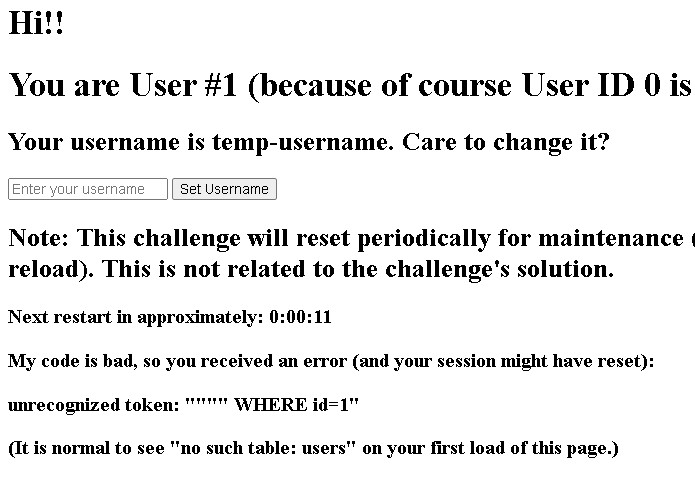 Hi!!
You are User #1 (because of course User ID 0 is
Your username is temp-username. Care to change it?
Enter your username Set Username
Note: This challenge will reset periodically for maintenance (
reload). This is not related to the challenge's solution.
Next restart in approximately: 0:00:11
My code is bad, so you received an error (and your session might have reset):
unrecognized token: """" WHERE id=1"
(It is normal to see "no such table: users" on your first load of this page.)